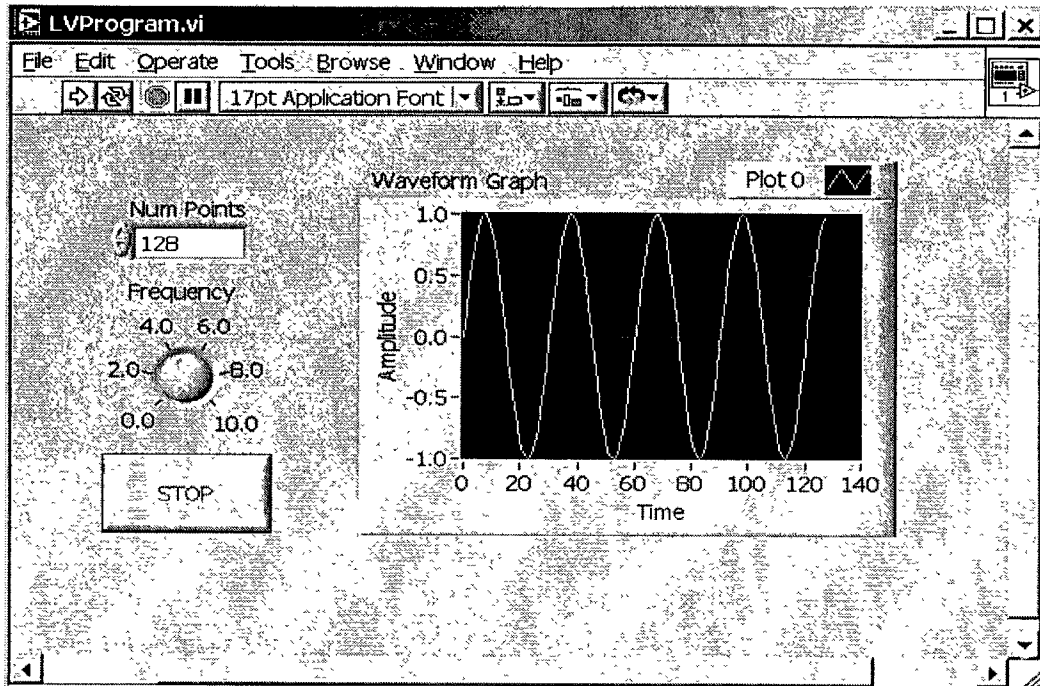 LVProgram.vi
File Edit Operate Tools Browse Window Help
17pt Application Font
1
Num Points
128
Frequency
4.0 6.0
2.0 8.0
0.0 10.0
STOP
Waveform Graph
Plot 0
1.0
0.5
0.0
-0.5
-1.0
Amplitude
0 20 40 60 80 100 120 140
Time